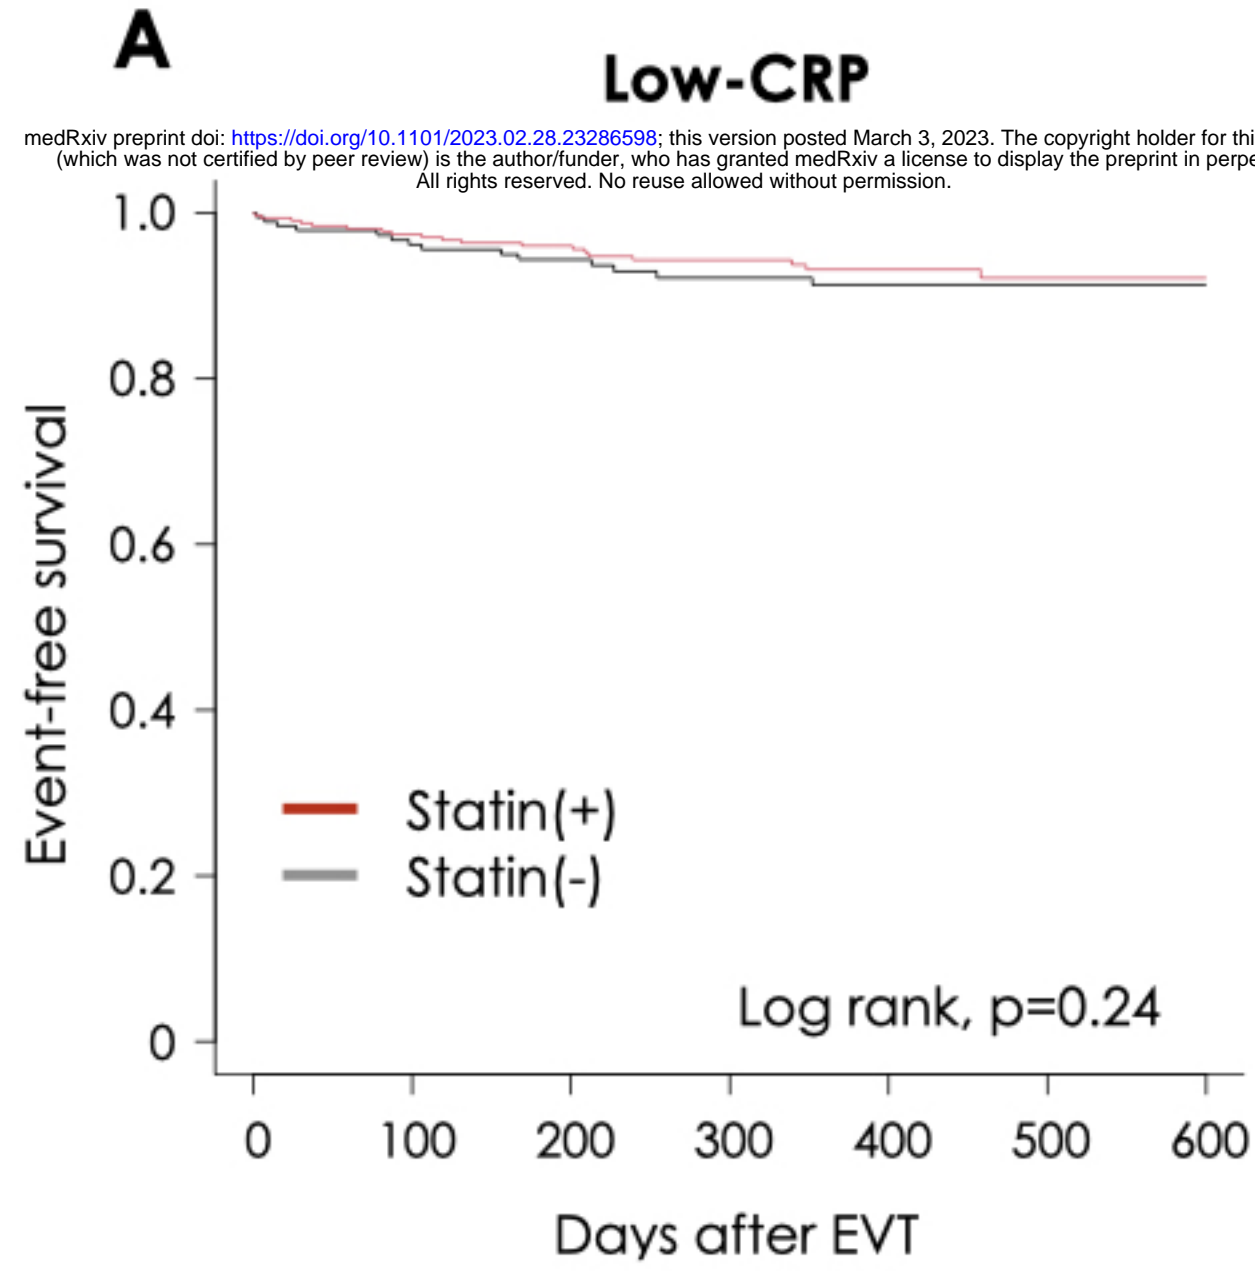 A
Low-CRP
medRxiv preprint doi: https://doi.org/10.1101/2023.02.28.23286598; this version posted March 3, 2023. The copyright holder for
(which was not certified by peer review) is the author/funder, who has granted medRxiv a license to display the preprint in
All rights reserved. No reuse allowed without permission.
1.0
0.8
0.6
0.4
0.2
0
Event-free survival
Statin(+)
Statin(-)
Log rank, p=0.24
0 100 200 300 400 500 600
Days after EVT